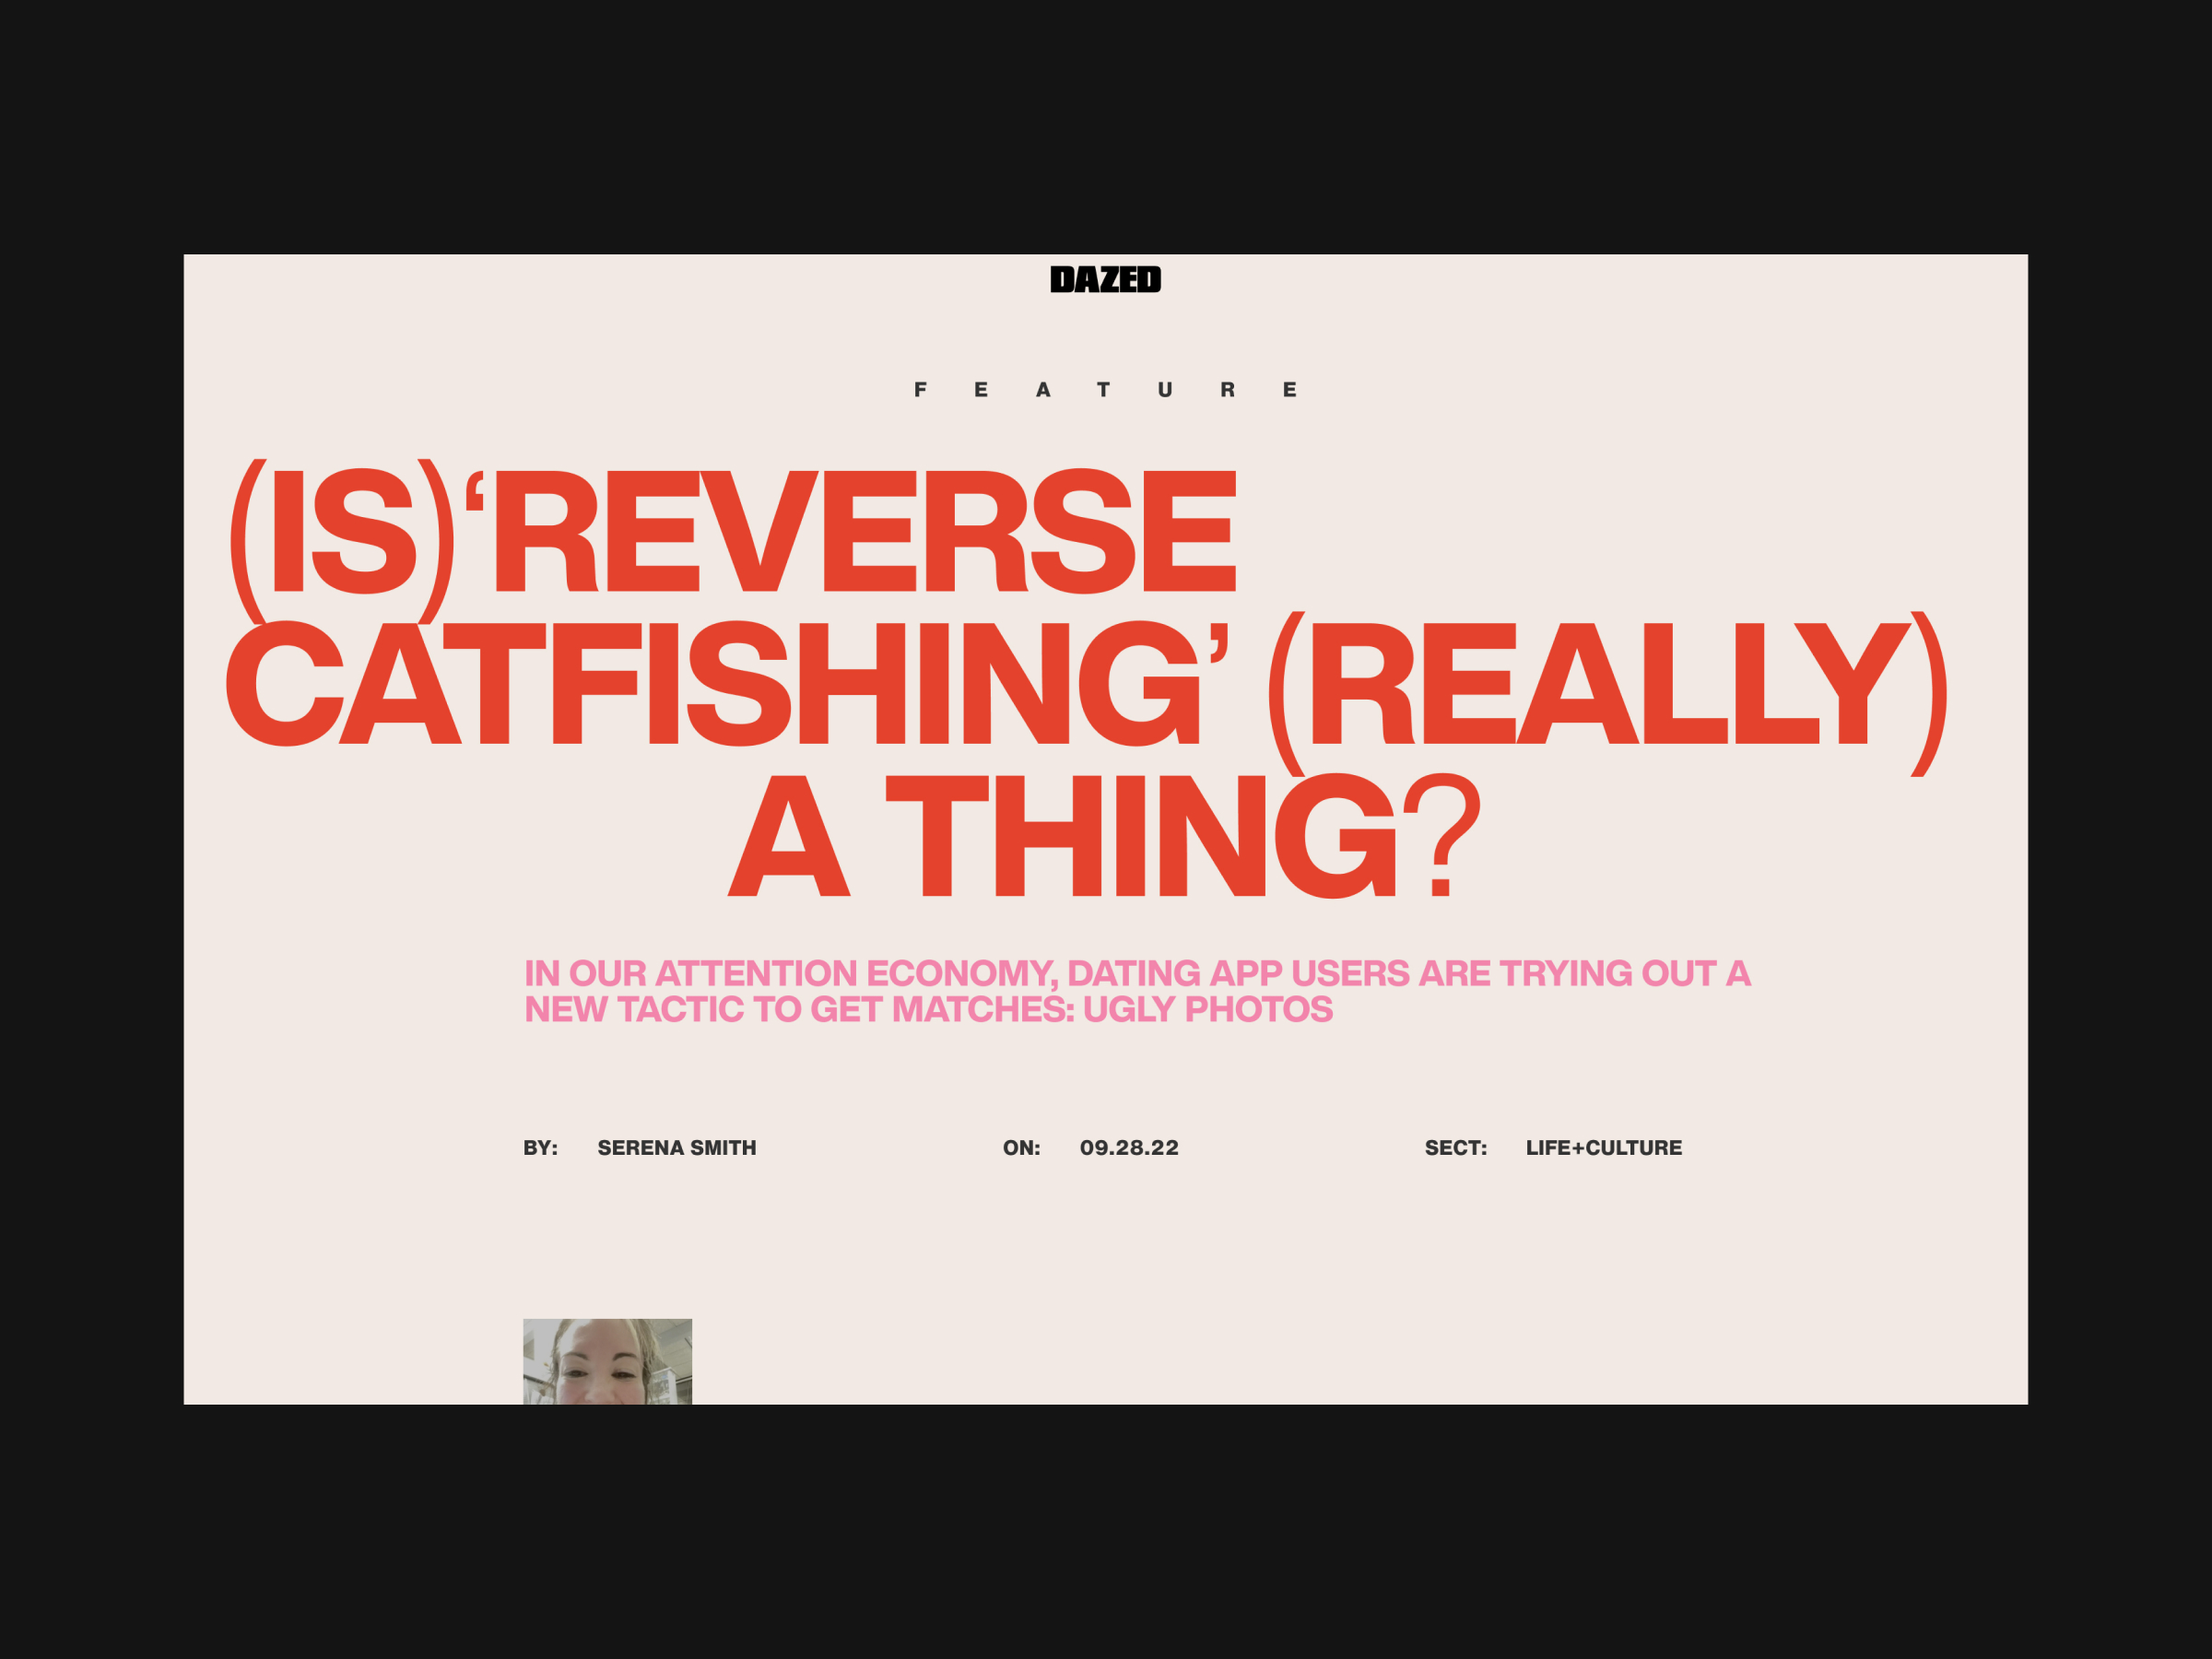 DAZED
FEATURE
(IS)‘REVERSE
CATFISHING’ (REALLY)
A THING?
IN OUR ATTENTION ECONOMY, DATING APP USERS ARE TRYING OUT A
NEW TACTIC TO GET MATCHES: UGLY PHOTOS
BY: SERENA SMITH ON: 09.28.22 SECT: LIFE+CULTURE